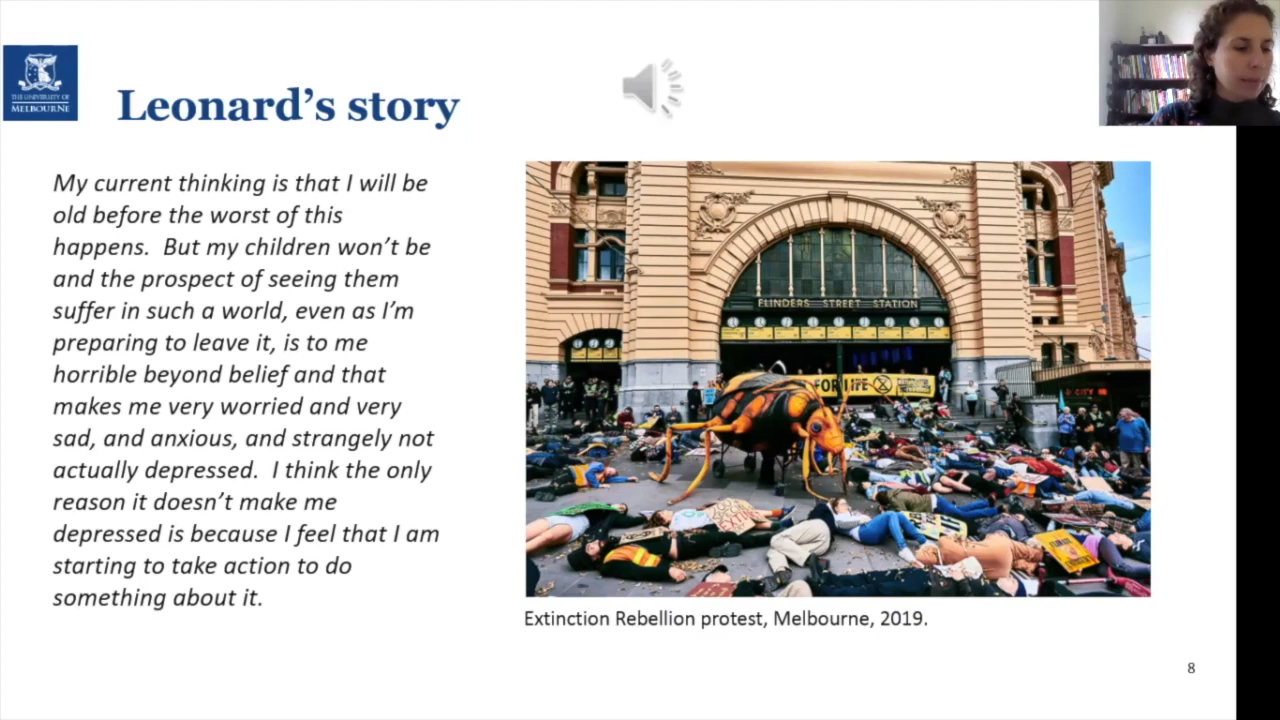 THE UNIVERSITY OF
MELBOURNE
Leonard's story
My current thinking is that I will be
old before the worst of this
happens.  But my children won't be
and the prospect of seeing them
suffer in such a world, even as I'm
preparing to leave it, is to me
horrible beyond belief and that
makes me very worried and very
sad, and anxious, and strangely not
actually depressed.  I think the only
reason it doesn't make me
depressed is because I feel that I am
starting to take action to do
something about it.
FLINDERS STREET STATION
FOR LIFE
CITY
Extinction Rebellion protest, Melbourne, 2019.
8